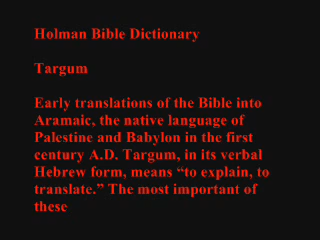 Holman Bible Dictionary
Targum
Early translations of the Bible into
Aramaic, the native language of
Palestine and Babylon in the first
century A.D. Targum, in its verbal
Hebrew form, means “to explain, to
translate.” The most important of
these